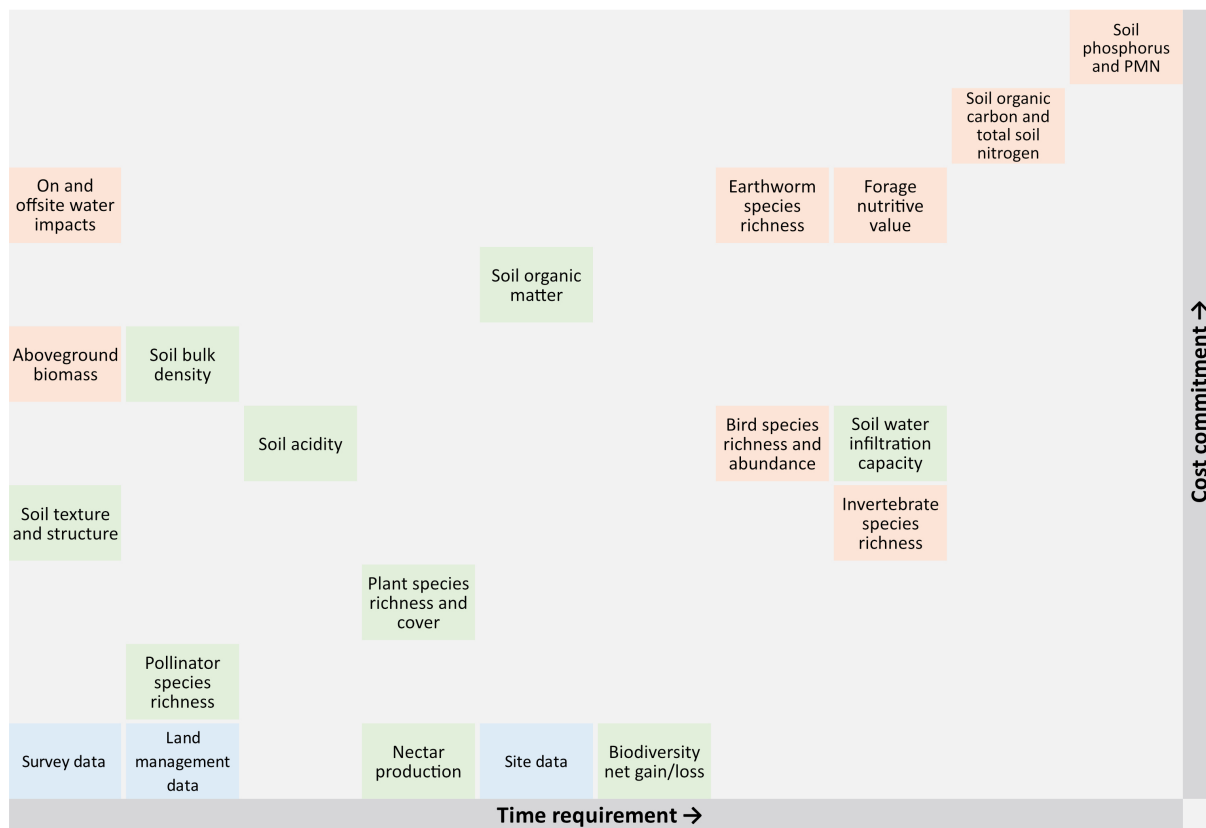 Soil
phosphorus
and PMN
Soil organic
carbon and
total soil
nitrogen
On and
offsite water
impacts
Earthworm
species
richness
Forage
nutritive
value
Soil organic
matter
Aboveground
biomass
Soil bulk
density
Soil acidity
Bird species
richness and
abundance
Soil water
infiltration
capacity
Soil texture
and structure
Invertebrate
species
richness
Plant species
richness and
cover
Pollinator
species
richness
Survey data
Land
management
data
Nectar
production
Site data
Biodiversity
net gain/loss
Time requirement →
Cost commitment →